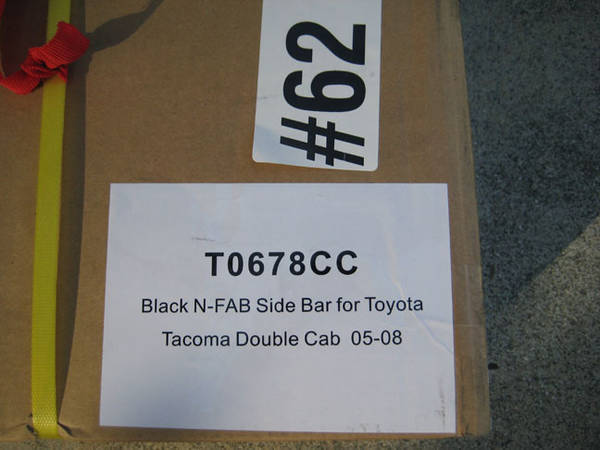 #62
T0678CC
Black N-FAB Side Bar for Toyota
Tacoma Double Cab 05-08